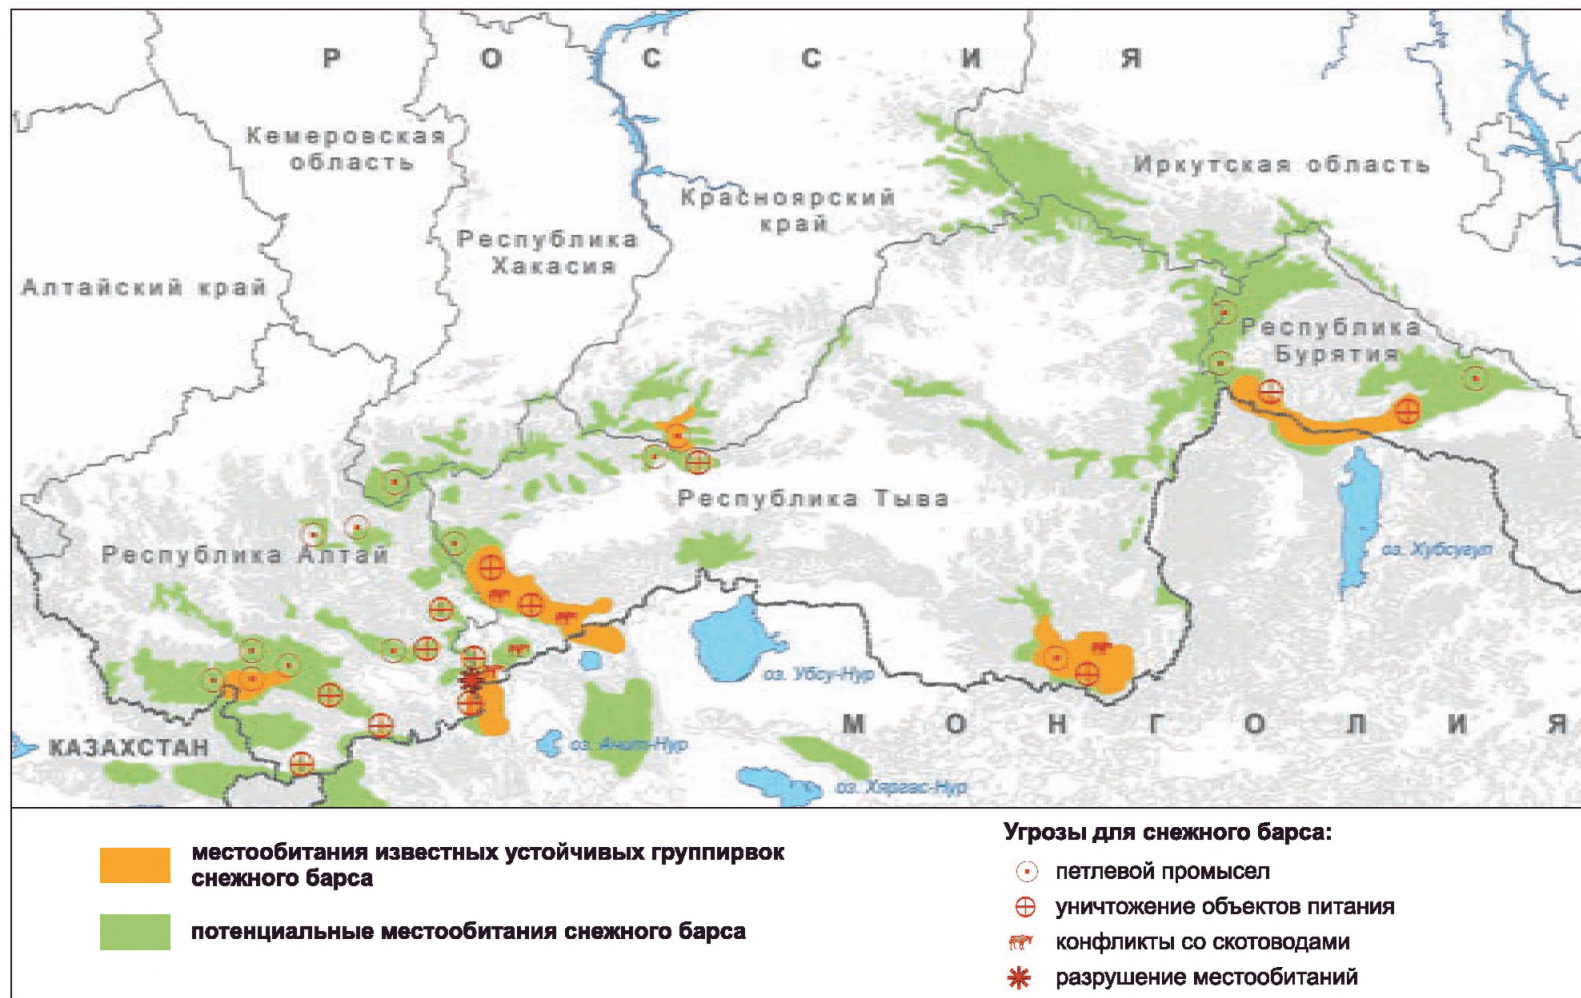 Р О С С И Я
Кемеровская
область
Иркутская область
Красноярский
край
Республика
Хакасия
Алтайский край
Республика
Бурятия
Республика Тыва
Республика Алтай
оз. Хубсугул
оз. Убсу-Нур
М О Н Г О Л И Я
КАЗАХСТАН
оз. Ачит-Нур
оз. Хяргас-Нур
местообитания известных устойчивых группирвок
снежного барса
потенциальные местообитания снежного барса
Угрозы для снежного барса:
петлевой промысел
уничтожение объектов питания
конфликты со скотоводами
разрушение местообитаний